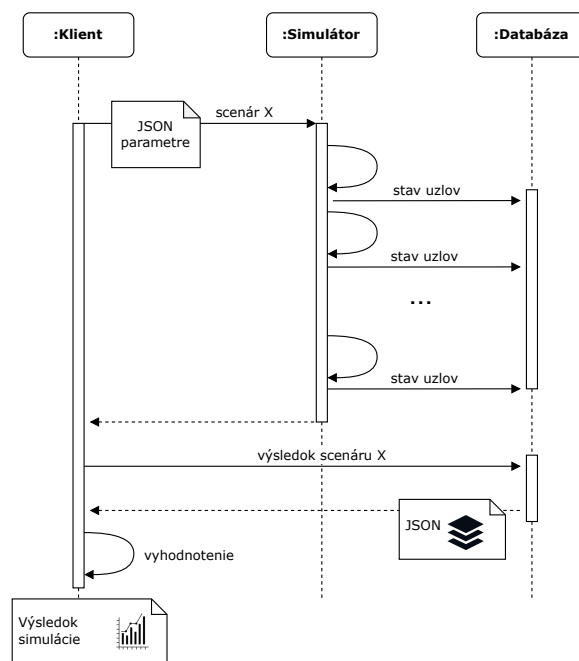 :Klient
:Simulátor
:Databáza
JSON
parametre
scenár X
stav uzlov
stav uzlov
...
stav uzlov
výsledok scenáru X
JSON
vyhodnotenie
Výsledok
simulácie